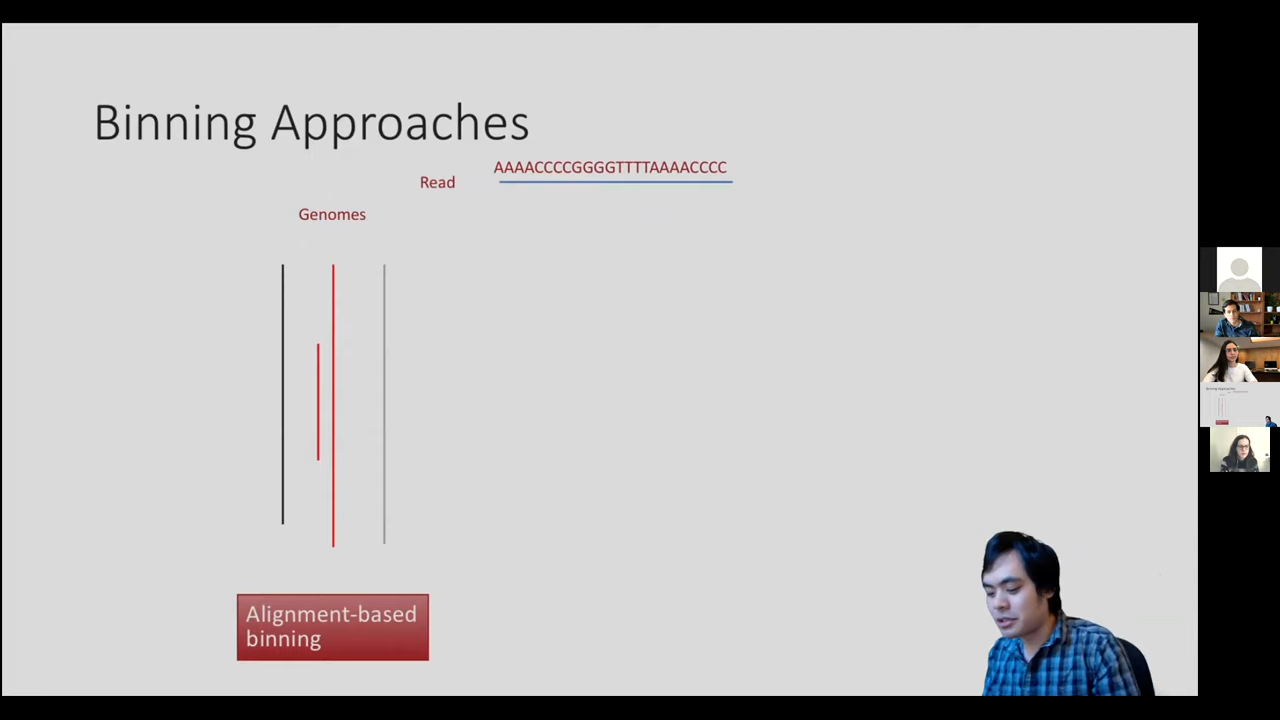 Binning Approaches
AAAACCCCGGGGTTTTAAAACCCC
Read
Genomes
Alignment-based
binning